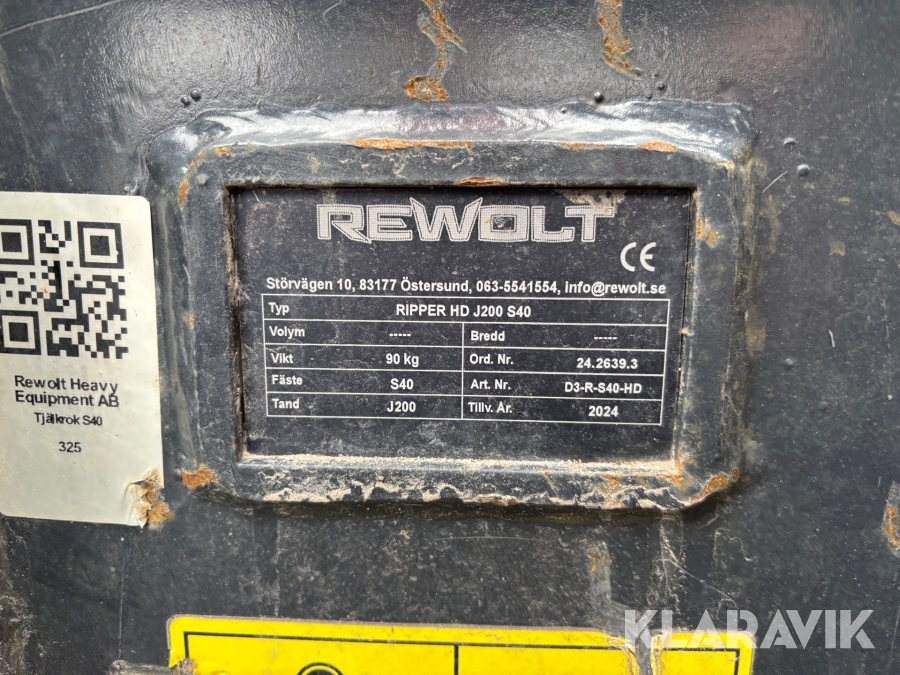 REWOLT
CE
Störvägen 10, 83177 Östersund, 063-5541554, info@rewolt.se
Typ RIPPER HD J200 S40
Volym ----- Bredd -----
Vikt 90 kg Ord. Nr. 24.2639.3
Fäste S40 Art. Nr. D3-R-S40-HD
Tand J200 Tillv. År. 2024
Rewolt Heavy
Equipment AB
Tjälkrok S40
325
KLARAVIK